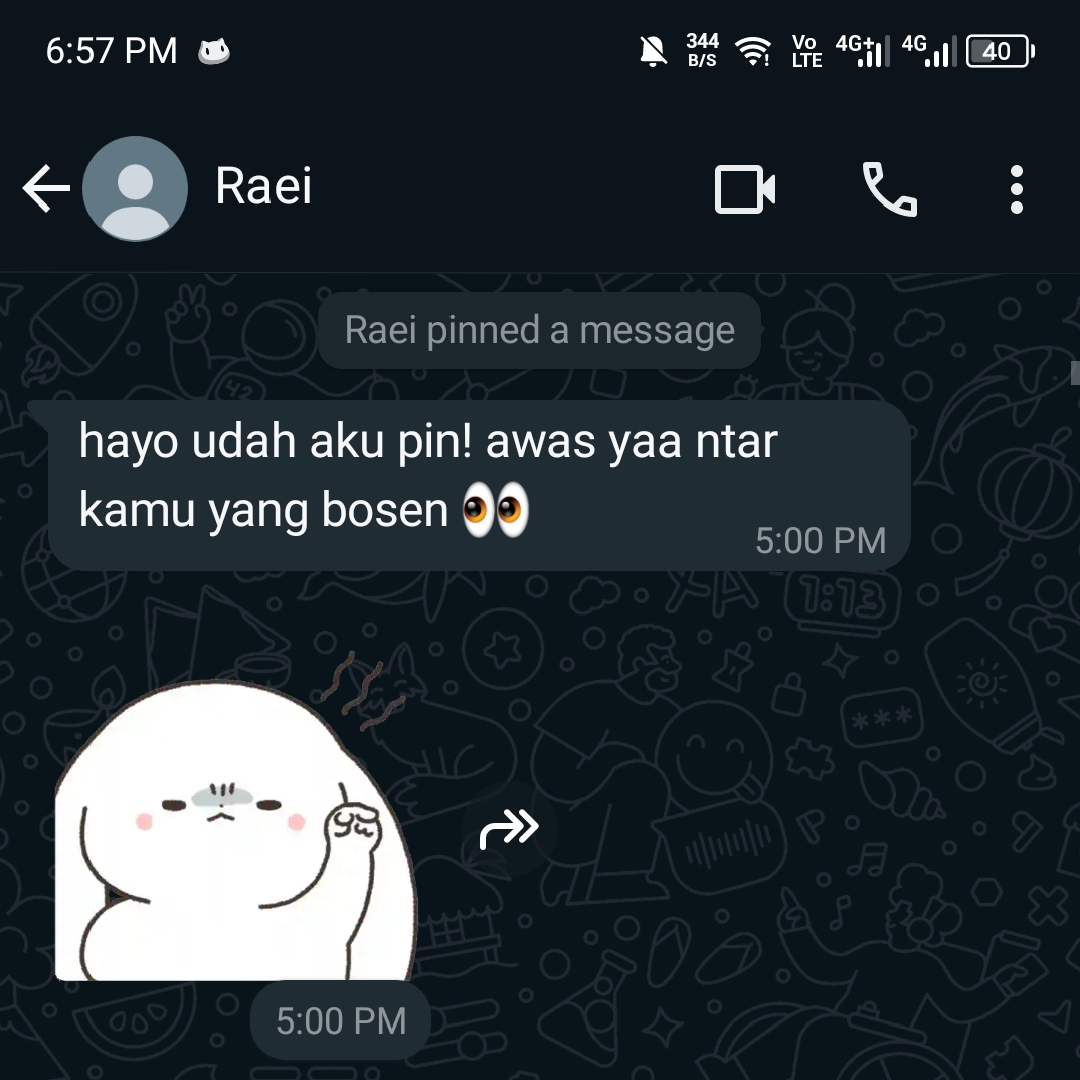 6:57 PM
344
B/S
Vo
LTE
4G+
4G
40
Raei
Raei pinned a message
hayo udah aku pin! awas yaa ntar
kamu yang bosen 👀
5:00 PM
5:00 PM